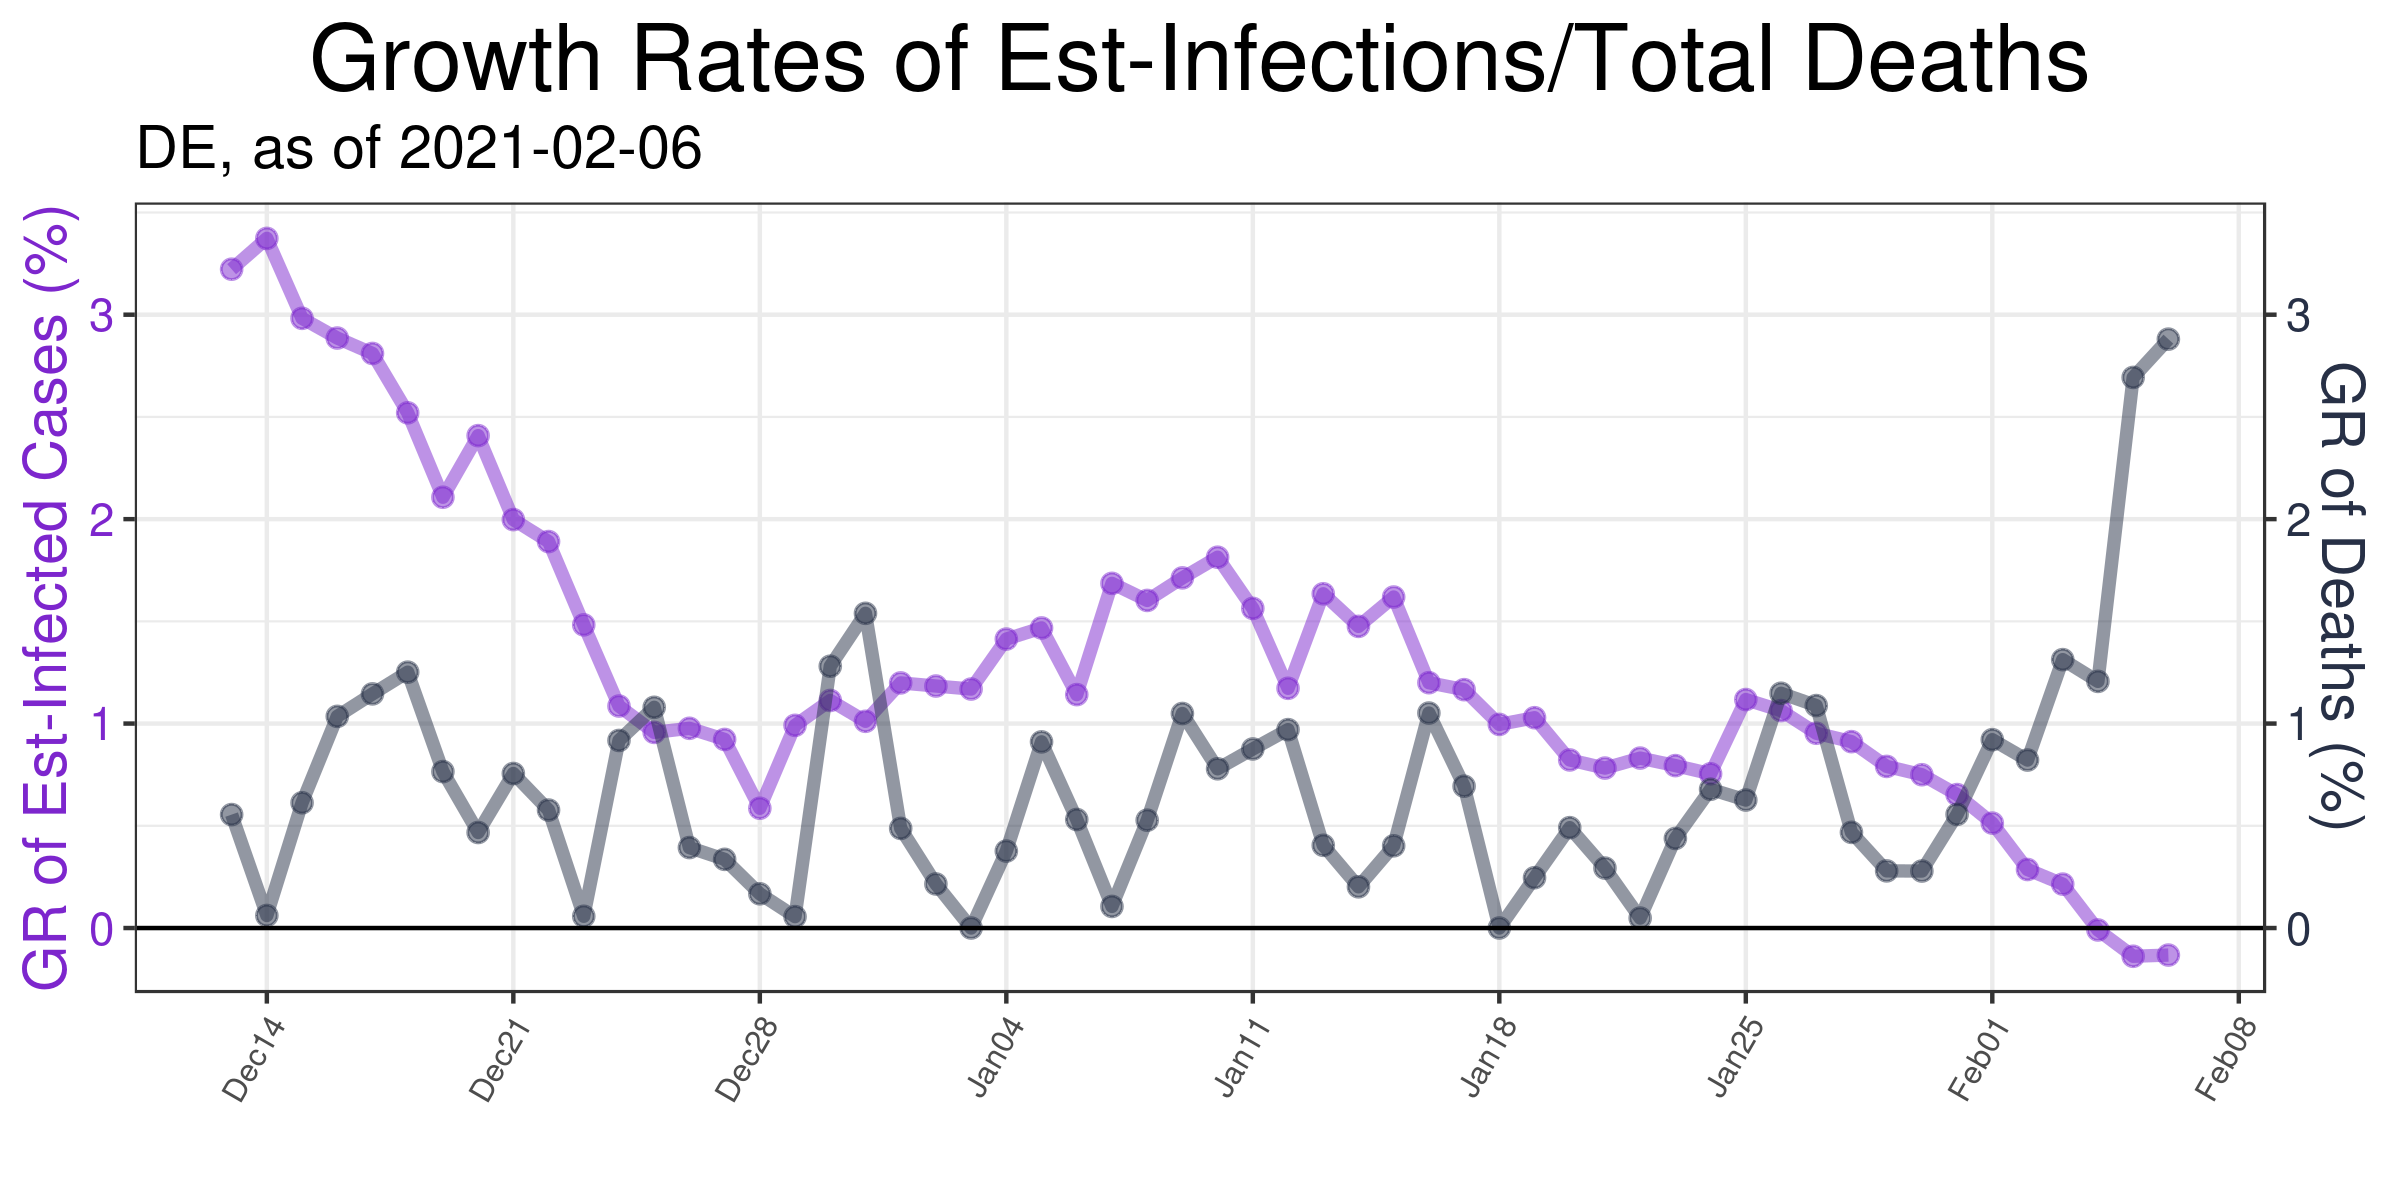 Growth Rates of Est-Infections/Total Deaths
DE, as of 2021-02-06
GR of Est-Infected Cases (%)
3
2
1
0
3
2
1
0
GR of Deaths (%)
Dec14
Dec21
Dec28
Jan04
Jan11
Jan18
Jan25
Feb01
Feb08